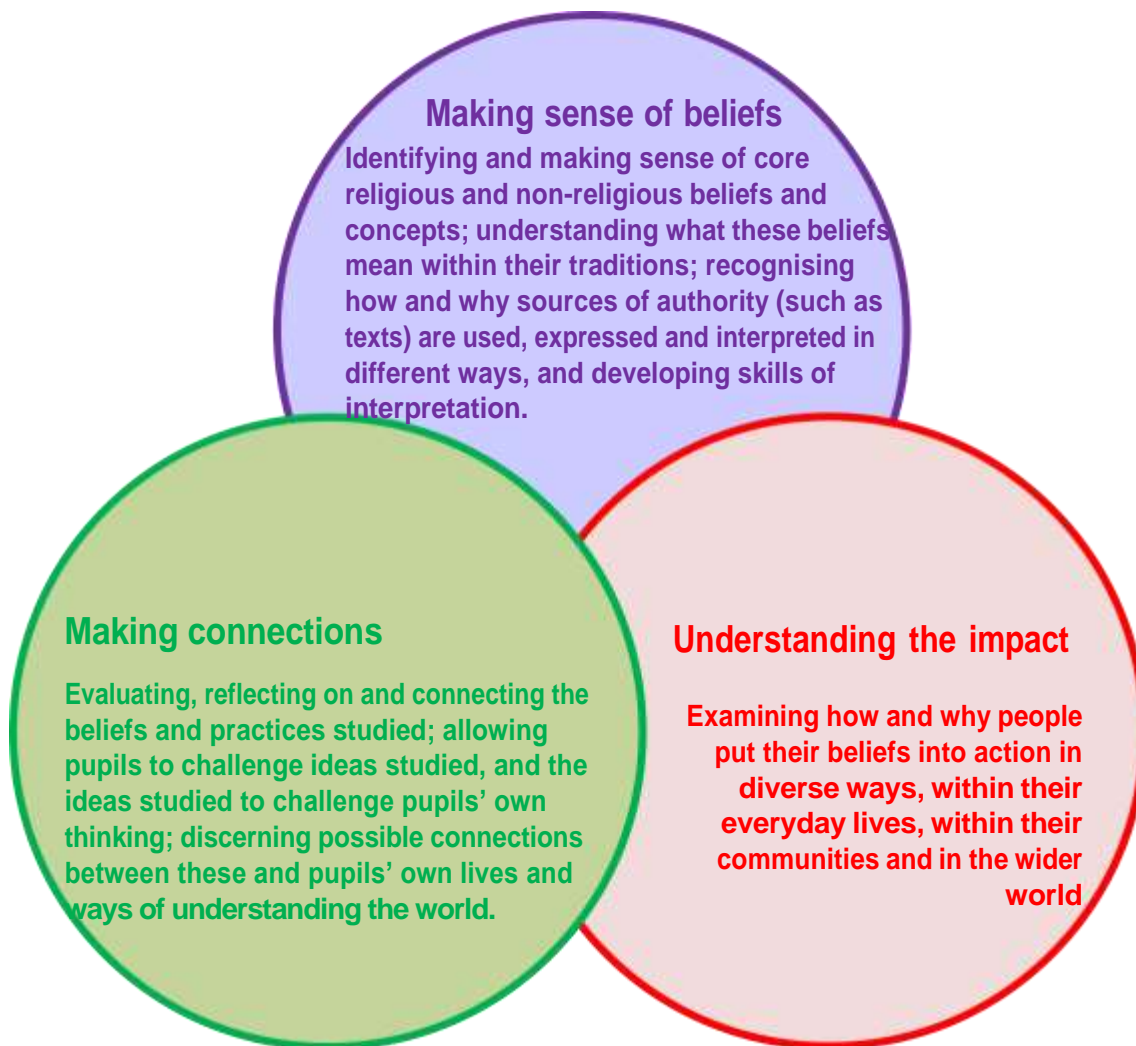 Making sense of beliefs
Identifying and making sense of core
religious and non-religious beliefs and
concepts; understanding what these beliefs
mean within their traditions; recognising
how and why sources of authority (such as
texts) are used, expressed and interpreted in
different ways, and developing skills of
interpretation.
Making connections
Evaluating, reflecting on and connecting the
beliefs and practices studied; allowing
pupils to challenge ideas studied, and the
ideas studied to challenge pupils’ own
thinking; discerning possible connections
between these and pupils’ own lives and
ways of understanding the world.
Understanding the impact
Examining how and why people
put their beliefs into action in
diverse ways, within their
everyday lives, within their
communities and in the wider
world